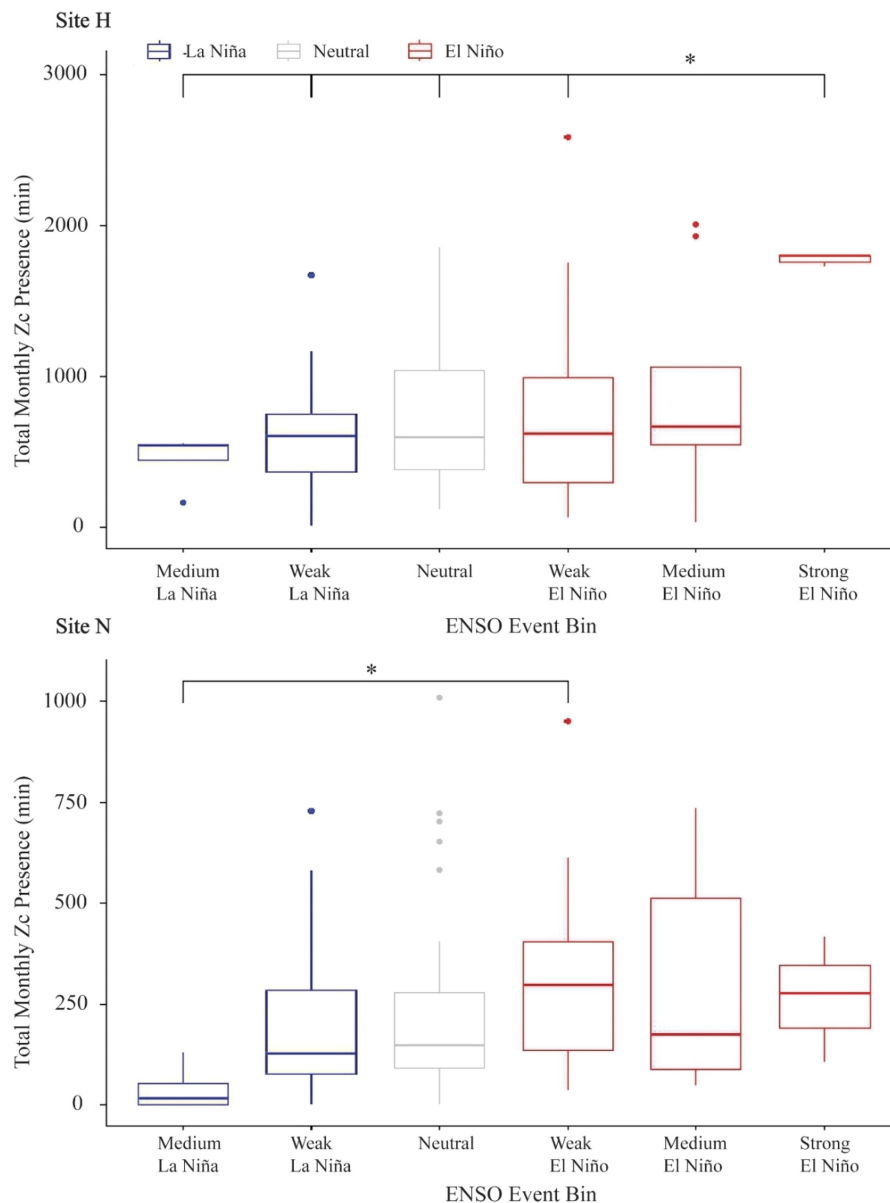 Site H
La Niña Neutral El Niño
*
3000
2000
1000
0
Total Monthly Zc Presence (min)
Medium Weak Neutral Weak Medium Strong
La Niña La Niña El Niño El Niño El Niño
ENSO Event Bin
Site N
*
1000
750
500
250
0
Total Monthly Zc Presence (min)
Medium Weak Neutral Weak Medium Strong
La Niña La Niña El Niño El Niño El Niño
ENSO Event Bin